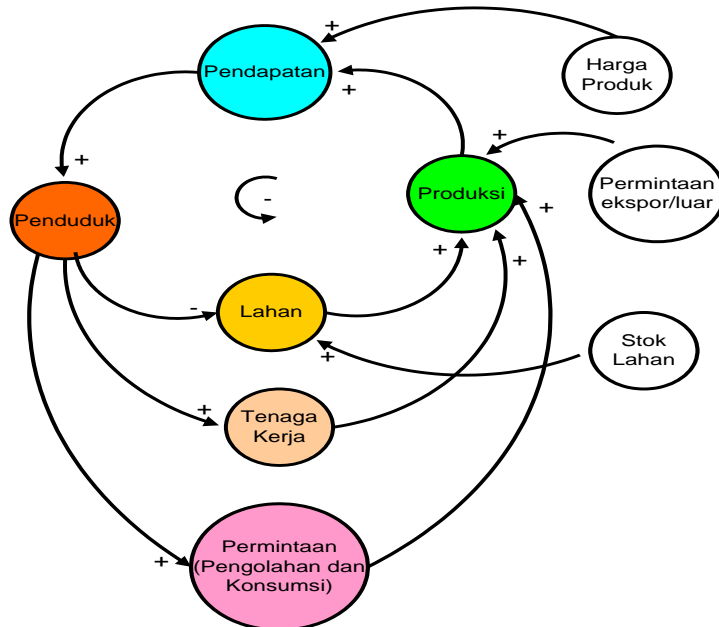 +
Pendapatan
Harga
Produk
+
+
+
Produksi
Permintaan
ekspor/luar
Penduduk
-
+
+
+
-
Lahan
Stok
Lahan
+
+
Tenaga
Kerja
Permintaan
(Pengolahan dan
Konsumsi)
+